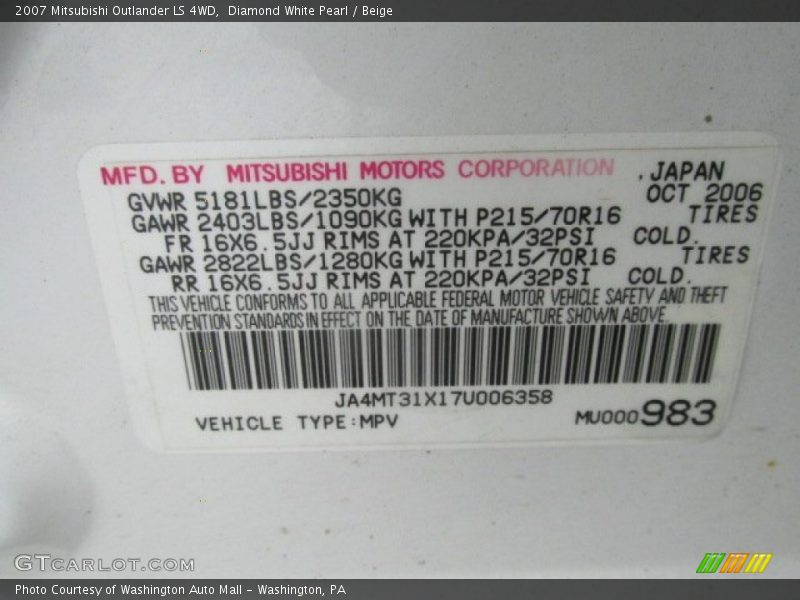 2007 Mitsubishi Outlander LS 4WD,  Diamond White Pearl / Beige
MFD. BY MITSUBISHI MOTORS CORPORATION , JAPAN
GVWR 5181LBS/2350KG OCT 2006
GAWR 2403LBS/1090KG WITH P215/70R16 TIRES
FR 16X6.5JJ RIMS AT 220KPA/32PSI COLD.
GAWR 2822LBS/1280KG WITH P215/70R16 TIRES
RR 16X6.5JJ RIMS AT 220KPA/32PSI COLD.
THIS VEHICLE CONFORMS TO ALL APPLICABLE FEDERAL MOTOR VEHICLE SAFETY AND THEFT
PREVENTION STANDARDS IN EFFECT ON THE DATE OF MANUFACTURE SHOWN ABOVE.
JA4MT31X17U006358
VEHICLE TYPE:MPV MU000983
GTCARLOT.COM
Photo Courtesy of Washington Auto Mall - Washington, PA